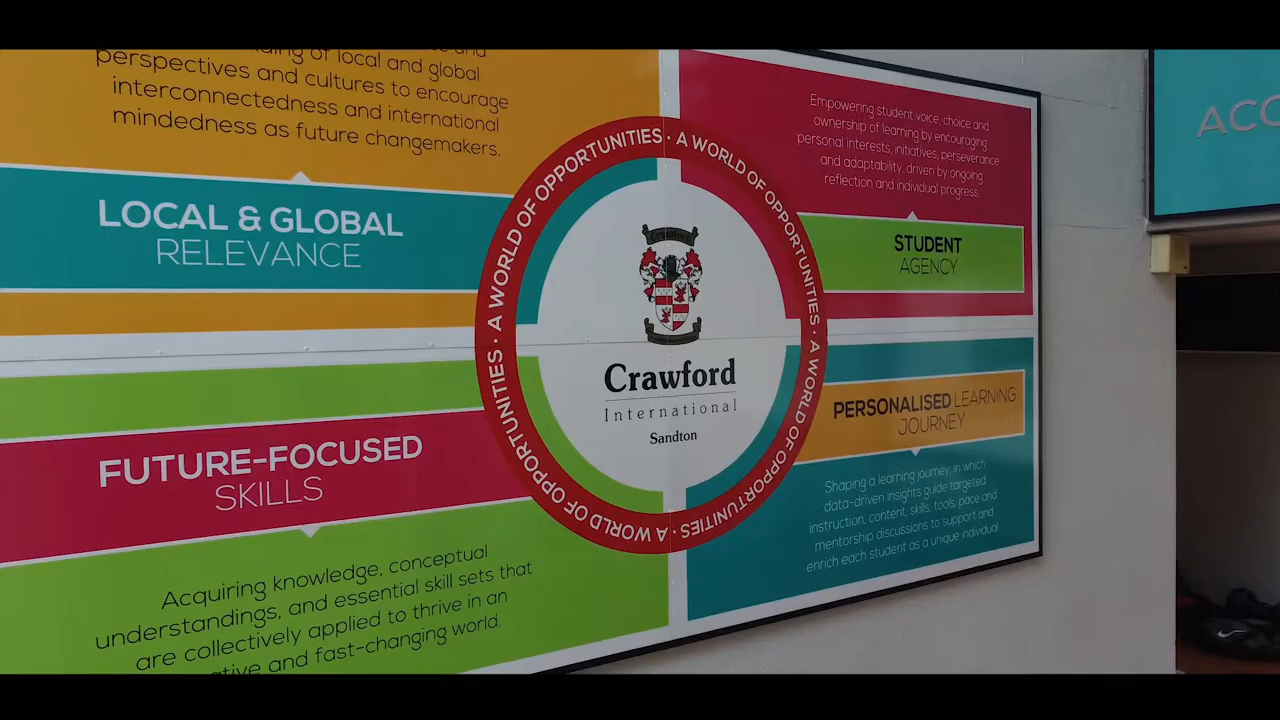 of local and global
perspectives and cultures to encourage
interconnectedness and international
mindedness as future changemakers.
LOCAL & GLOBAL
RELEVANCE
FUTURE-FOCUSED
SKILLS
Acquiring knowledge, conceptual
understandings, and essential skill sets that
are collectively applied to thrive in an
and fast-changing world.
A WORLD OF OPPORTUNITIES · A WORLD OF OPPORTUNITIES · A WORLD OF OPPORTUNITIES · A WORLD OF OPPORTUNITIES ·
Crawford
International
Sandton
Empowering student voice, choice and
ownership of learning by encouraging
personal interests, initiatives, perseverance
and adaptability, driven by ongoing
reflection and individual progress.
STUDENT
AGENCY
PERSONALISED LEARNING
JOURNEY
Shaping a learning journey, in which
data-driven insights guide targeted
instruction, content, skills, tools, pace and
mentorship discussions to support and
enrich each student as a unique individual
ACC